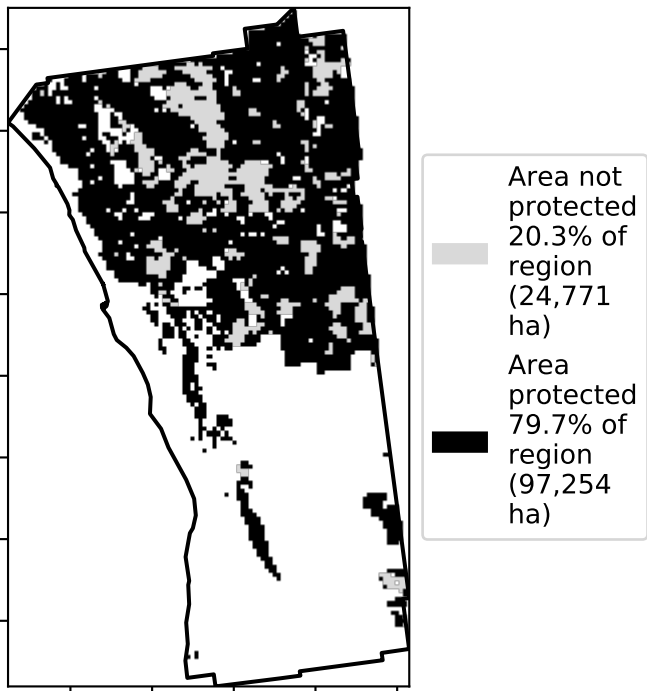 Area not
protected
20.3% of
region
(24,771
ha)
Area
protected
79.7% of
region
(97,254
ha)